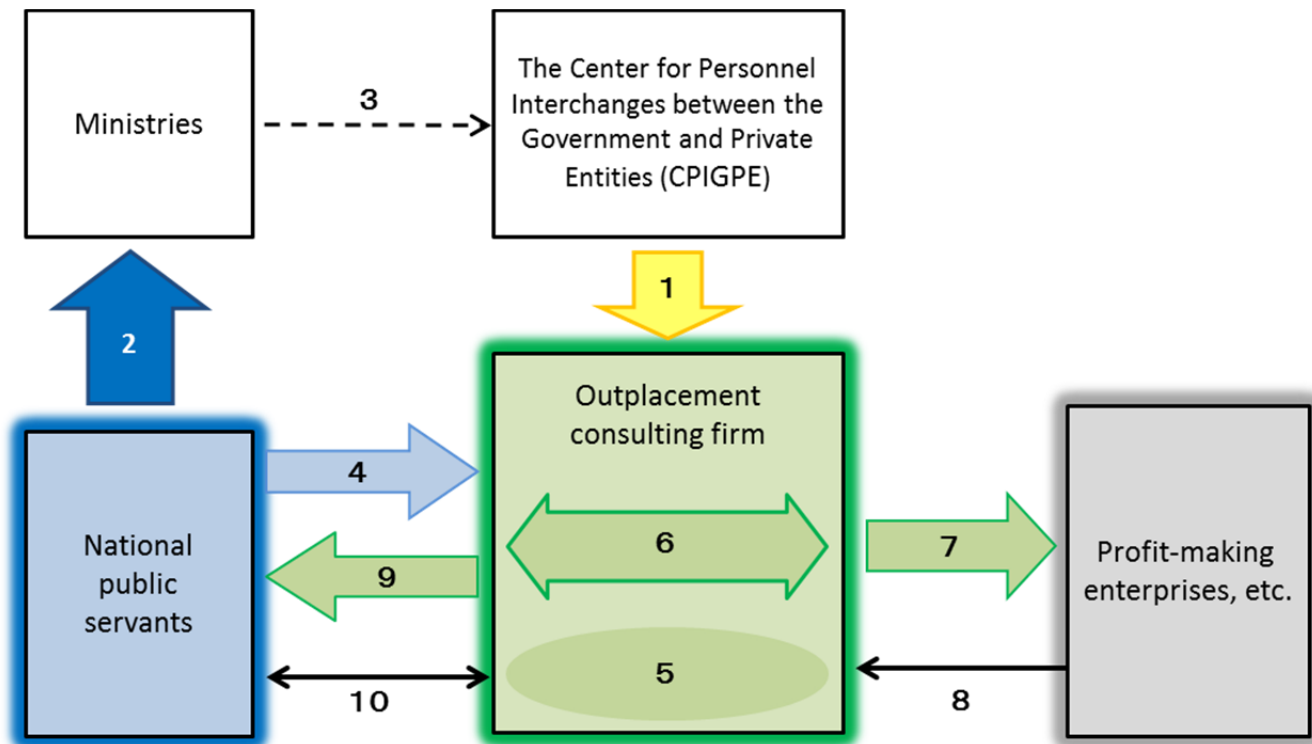 Ministries
3
The Center for Personnel
Interchanges between the
Government and Private
Entities (CPIGPE)
1
2
Outplacement
consulting firm
4
6
7
9
National
public
servants
Profit-making
enterprises, etc.
5
10
8